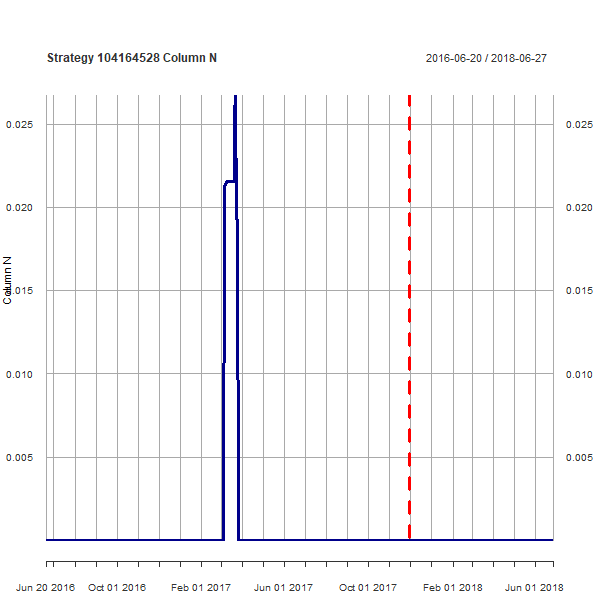 Strategy 104164528 Column N
2016-06-20 / 2018-06-27
0.025
0.020
0.015
0.010
0.005
Column N
0.025
0.020
0.015
0.010
0.005
Jun 20 2016
Oct 01 2016
Feb 01 2017
Jun 01 2017
Oct 01 2017
Feb 01 2018
Jun 01 2018